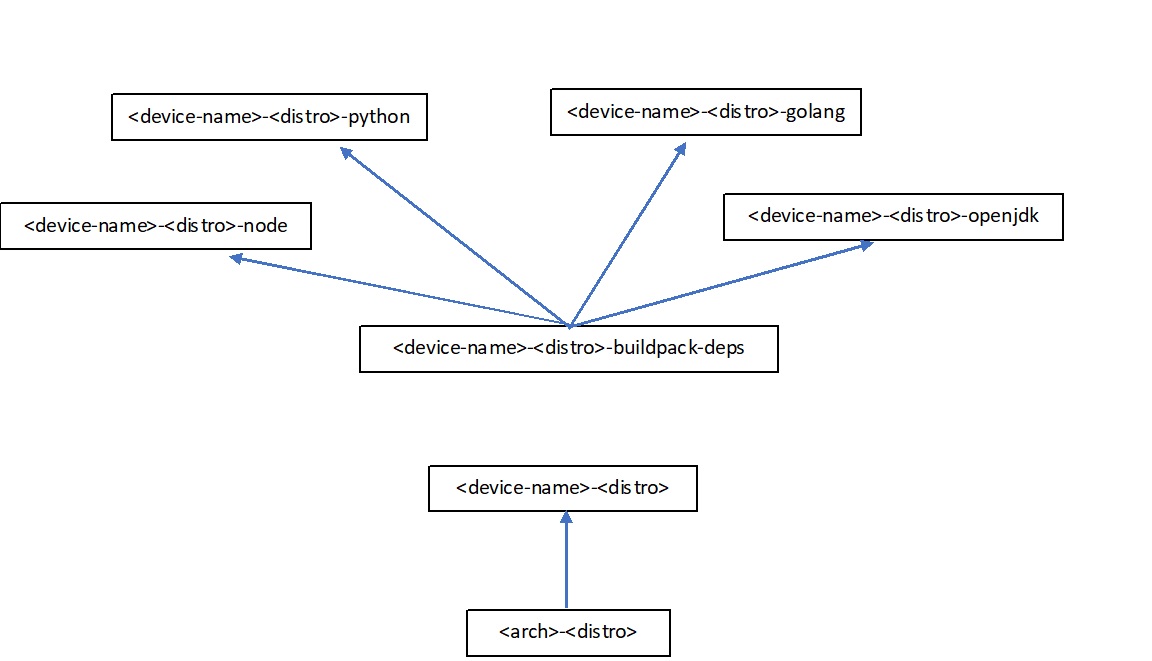 <device-name>-<distro>-python
<device-name>-<distro>-golang
<device-name>-<distro>-node
<device-name>-<distro>-openjdk
<device-name>-<distro>-buildpack-deps
<device-name>-<distro>
<arch>-<distro>